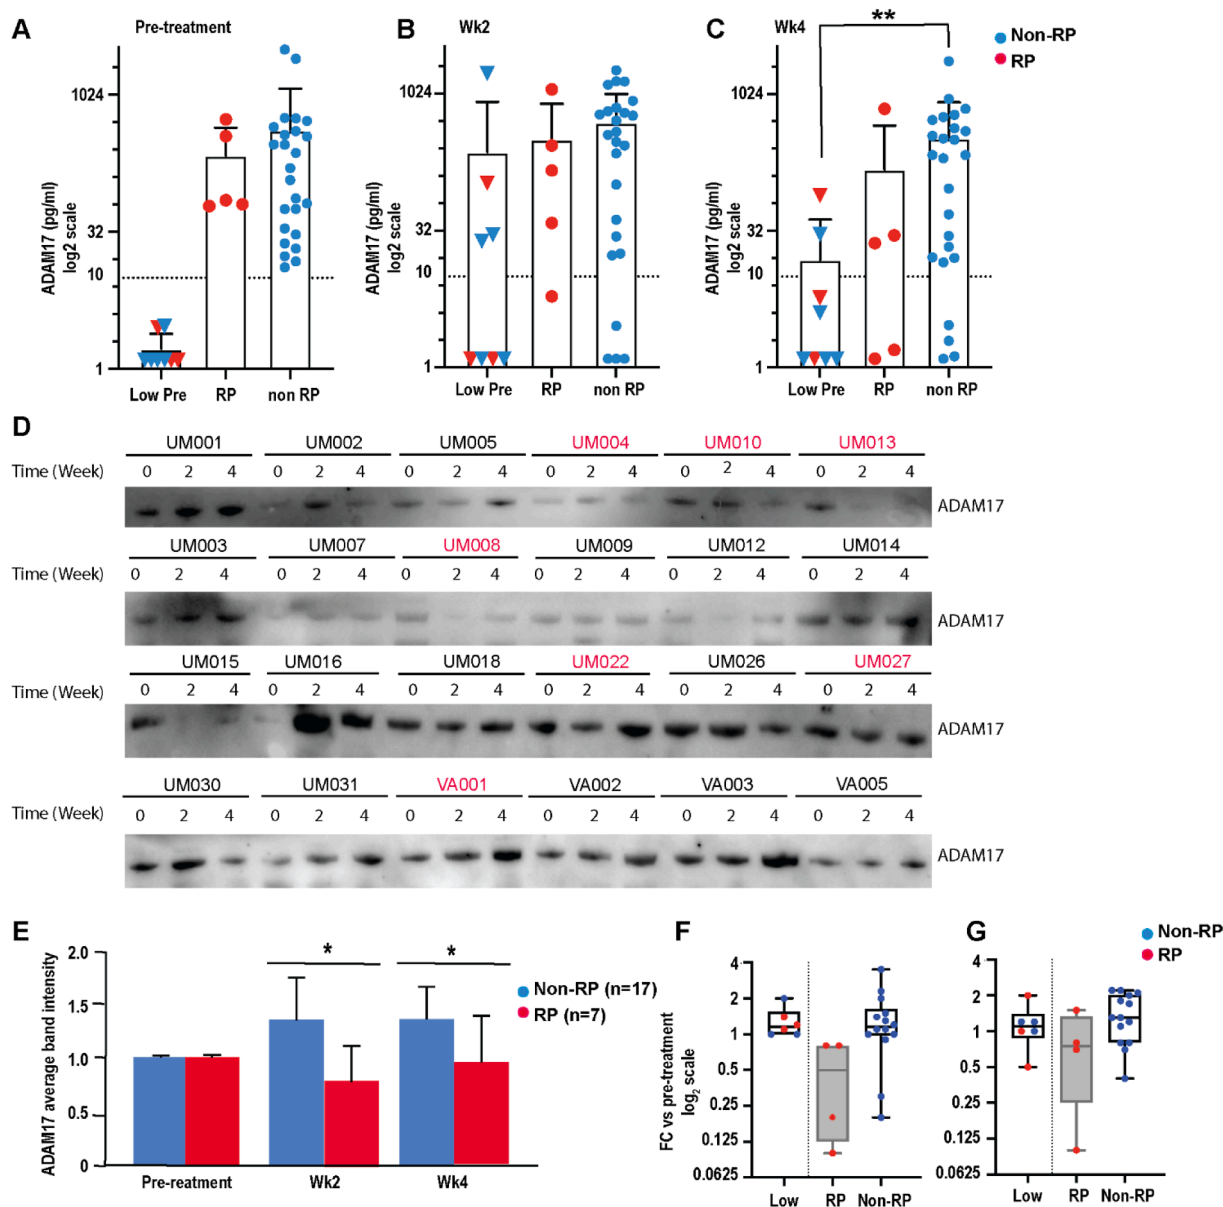 A
Pre-treatment
B
Wk2
C
Wk4
**
Non-RP
RP
ADAM17 (pg/ml)
log2 scale
1024
32
10
1
Low Pre
RP
non RP
ADAM17 (pg/ml)
log2 scale
1024
32
10
1
Low Pre
RP
non RP
ADAM17 (pg/ml)
log2 scale
1024
32
10
1
Low Pre
RP
non RP
D
UM001 UM002 UM005 UM004 UM010 UM013
Time (Week) 0 2 4 0 2 4 0 2 4 0 2 4 0 2 4 0 2 4
ADAM17
UM003 UM007 UM008 UM009 UM012 UM014
Time (Week) 0 2 4 0 2 4 0 2 4 0 2 4 0 2 4 0 2 4
ADAM17
UM015 UM016 UM018 UM022 UM026 UM027
Time (Week) 0 2 4 0 2 4 0 2 4 0 2 4 0 2 4 0 2 4
ADAM17
UM030 UM031 VA001 VA002 VA003 VA005
Time (Week) 0 2 4 0 2 4 0 2 4 0 2 4 0 2 4 0 2 4
ADAM17
E
ADAM17 average band intensity
2.0
1.5
1.0
0.5
0
*
*
Non-RP (n=17)
RP (n=7)
Pre-reatment
Wk2
Wk4
F
FC vs pre-treatment
log2 scale
4
2
1
0.5
0.25
0.125
0.0625
Low
RP
Non-RP
G
Non-RP
RP
4
2
1
0.5
0.25
0.125
0.0625
Low
RP
Non-RP